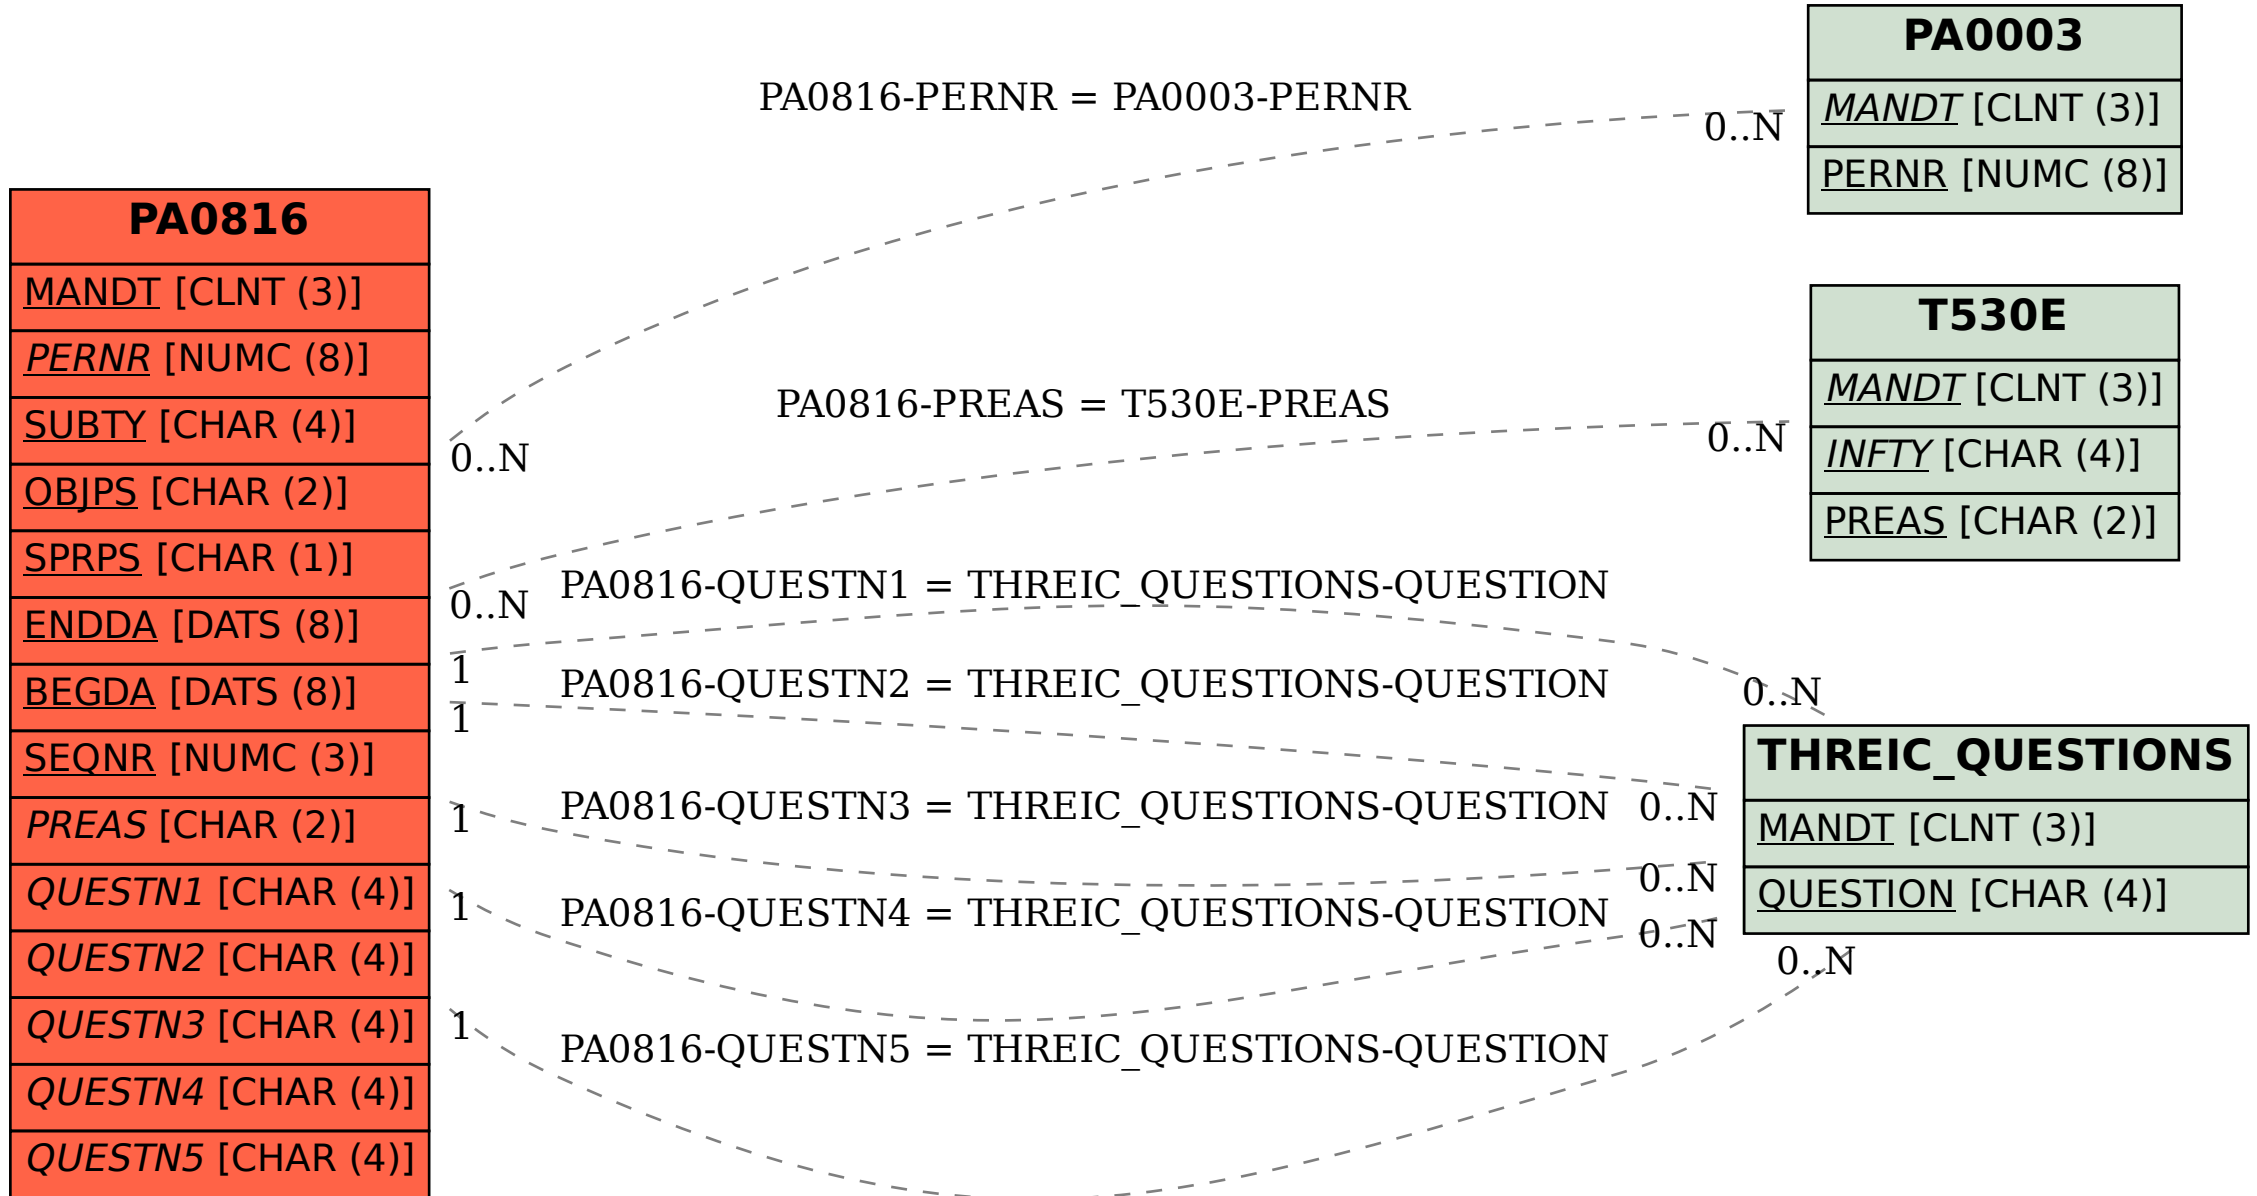 PA0816
MANDT [CLNT (3)]
PERNR [NUMC (8)]
SUBTY [CHAR (4)]
OBJPS [CHAR (2)]
SPRPS [CHAR (1)]
ENDDA [DATS (8)]
BEGDA [DATS (8)]
SEQNR [NUMC (3)]
PREAS [CHAR (2)]
QUESTN1 [CHAR (4)]
QUESTN2 [CHAR (4)]
QUESTN3 [CHAR (4)]
QUESTN4 [CHAR (4)]
QUESTN5 [CHAR (4)]
PA0816-PERNR = PA0003-PERNR
0..N
0..N
PA0816-PREAS = T530E-PREAS
0..N
0..N
PA0816-QUESTN1 = THREIC_QUESTIONS-QUESTION
1
0..N
PA0816-QUESTN2 = THREIC_QUESTIONS-QUESTION
1
0..N
PA0816-QUESTN3 = THREIC_QUESTIONS-QUESTION
1
0..N
PA0816-QUESTN4 = THREIC_QUESTIONS-QUESTION
1
0..N
PA0816-QUESTN5 = THREIC_QUESTIONS-QUESTION
1
0..N
PA0003
MANDT [CLNT (3)]
PERNR [NUMC (8)]
T530E
MANDT [CLNT (3)]
INFTY [CHAR (4)]
PREAS [CHAR (2)]
THREIC_QUESTIONS
MANDT [CLNT (3)]
QUESTION [CHAR (4)]